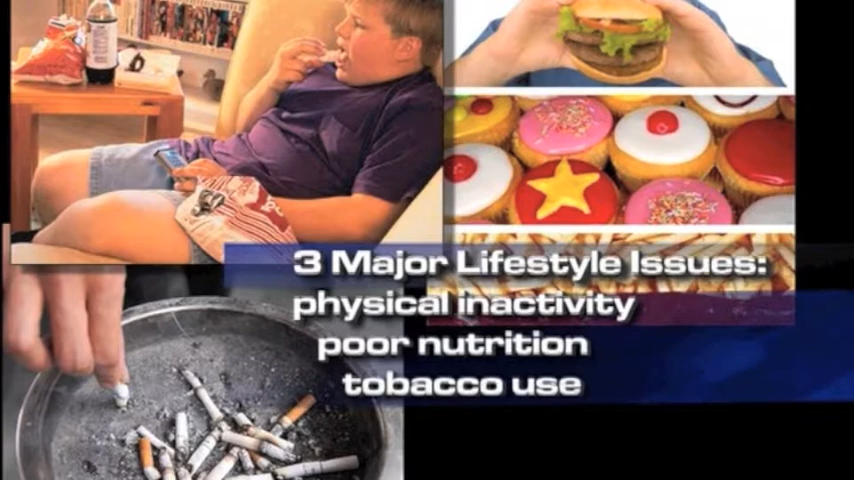 3 Major Lifestyle Issues:
physical inactivity
poor nutrition
tobacco use